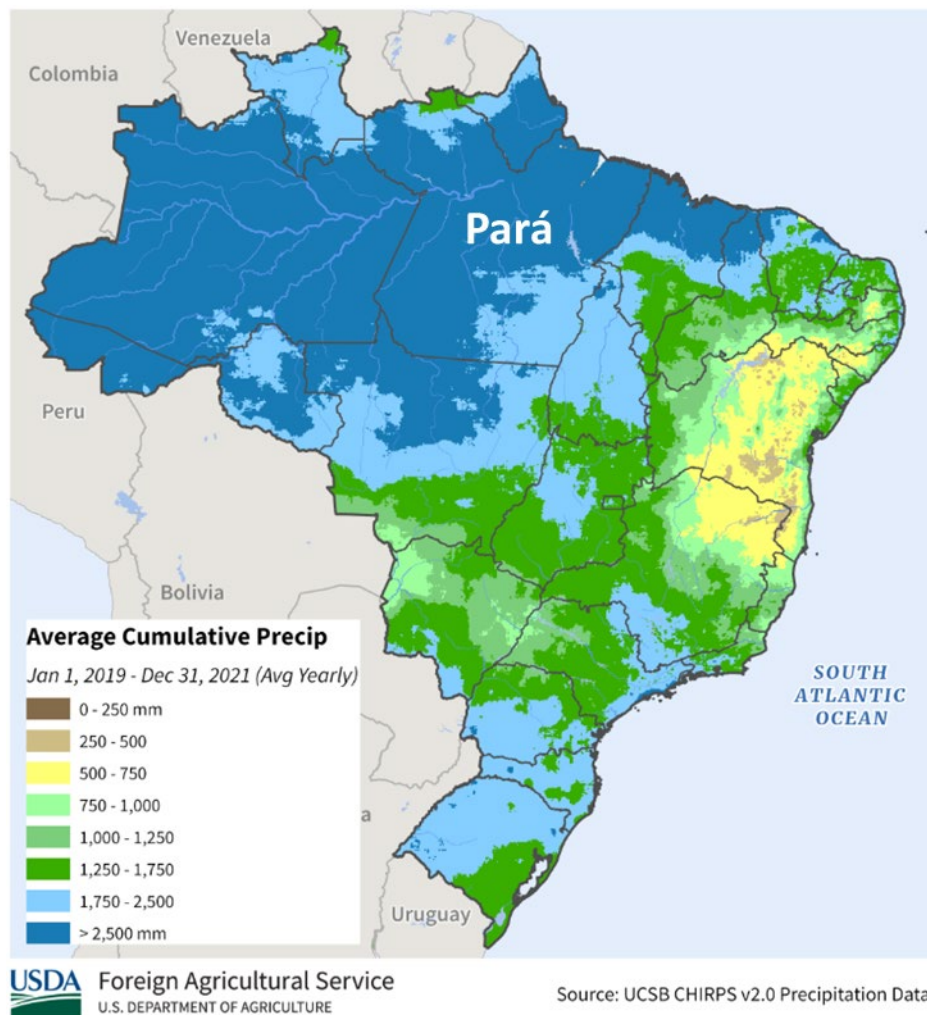 Venezuela
Colombia
Pará
Peru
Bolivia
Average Cumulative Precip
Jan 1, 2019 - Dec 31, 2021 (Avg Yearly)
0 - 250 mm
250 - 500
500 - 750
750 - 1,000
1,000 - 1,250
1,250 - 1,750
1,750 - 2,500
> 2,500 mm
a
SOUTH
ATLANTIC
OCEAN
Uruguay
USDA
Foreign Agricultural Service
U.S. DEPARTMENT OF AGRICULTURE
Source: UCSB CHIRPS v2.0 Precipitation Data